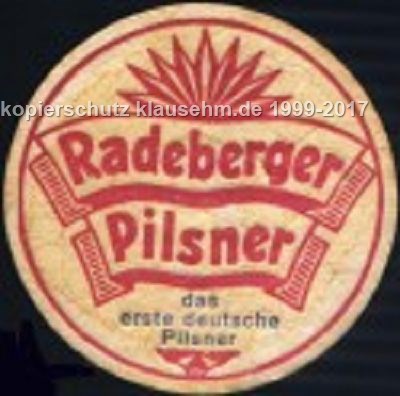 kopierschutz klausehm.de 1999-2017
Radeberger
Pilsner
das
erste deutsche
Pilsner